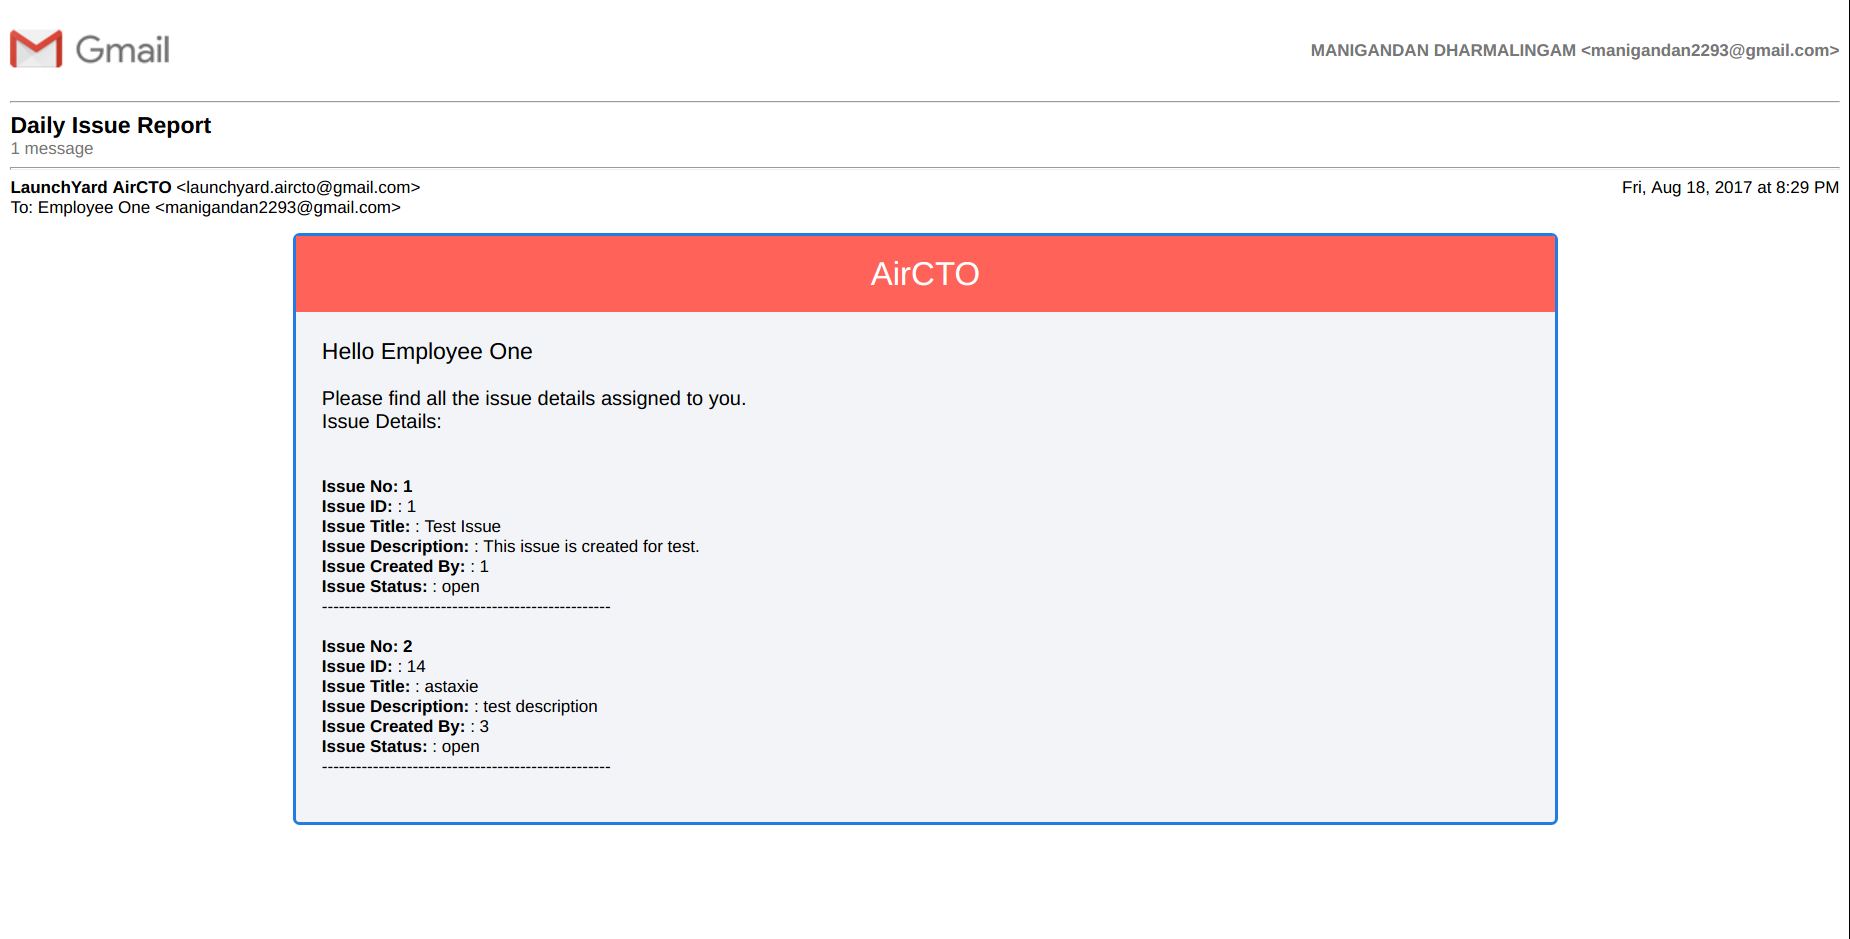 Gmail
MANIGANDAN DHARMALINGAM <manigandan2293@gmail.com>
Daily Issue Report
1 message
LaunchYard AirCTO <launchyard.aircto@gmail.com>
Fri, Aug 18, 2017 at 8:29 PM
To: Employee One <manigandan2293@gmail.com>
AirCTO
Hello Employee One
Please find all the issue details assigned to you.
Issue Details:
Issue No: 1
Issue ID: : 1
Issue Title: : Test Issue
Issue Description: : This issue is created for test.
Issue Created By: : 1
Issue Status: : open
---------------------------------------------------
Issue No: 2
Issue ID: : 14
Issue Title: : astaxie
Issue Description: : test description
Issue Created By: : 3
Issue Status: : open
---------------------------------------------------